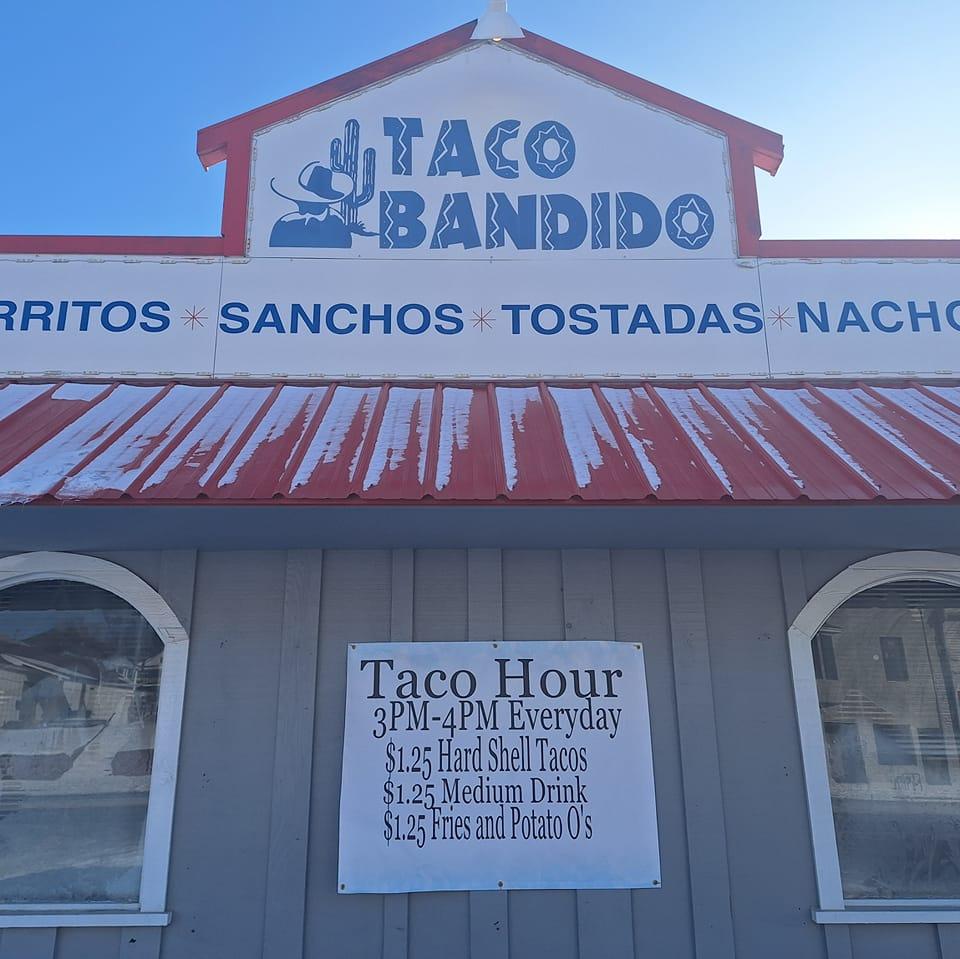 TACO
BANDIDO
RRITOS * SANCHOS * TOSTADAS * NACHO
Taco Hour
3PM-4PM Everyday
$1.25 Hard Shell Tacos
$1.25 Medium Drink
$1.25 Fries and Potato O's